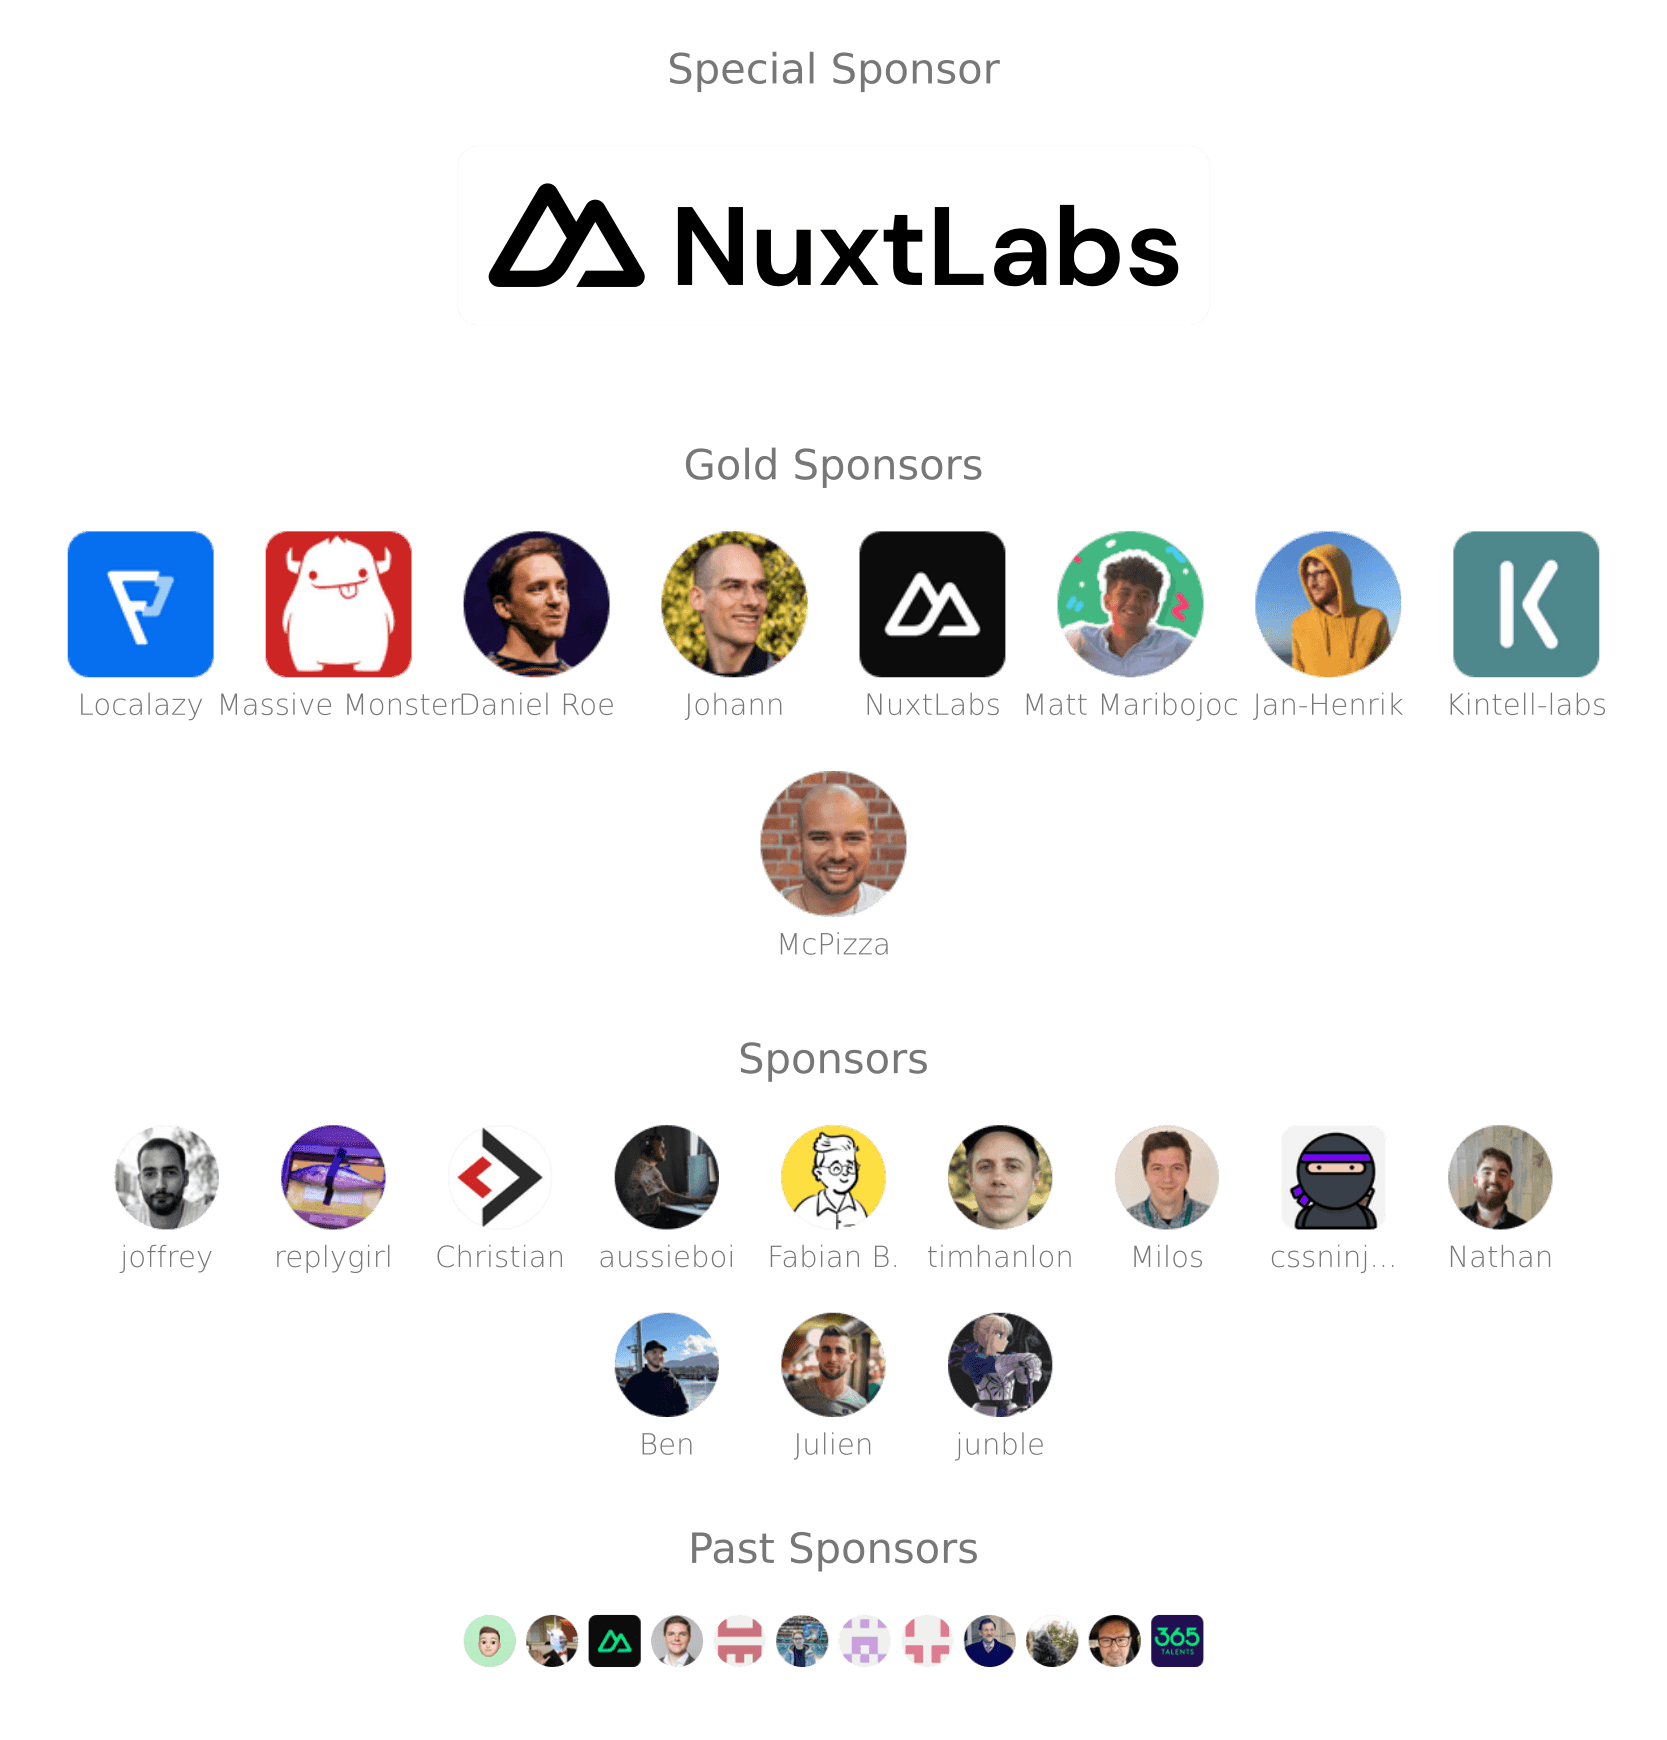 Special Sponsor
NuxtLabs
Gold Sponsors
Localazy Massive Monster Daniel Roe Johann NuxtLabs Matt Maribojoc Jan-Henrik Kintell-labs
McPizza
Sponsors
joffrey replygirl Christian aussieboi Fabian B. timhanlon Milos cssninj... Nathan
Ben Julien junble
Past Sponsors
365
TALENTS